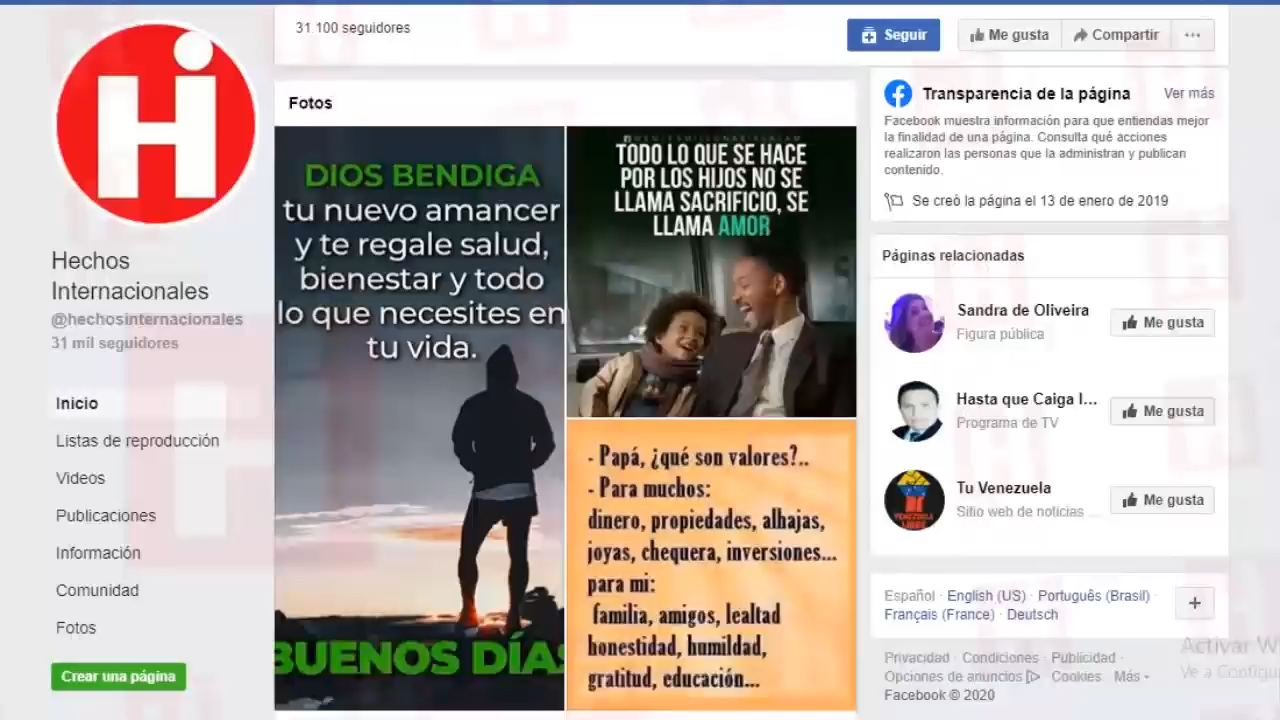 Hi
Hechos
Internacionales
@hechosinternacionales
31 mil seguidores
Inicio
Listas de reproducción
Videos
Publicaciones
Información
Comunidad
Fotos
Crear una página
31.100 seguidores
Seguir
Me gusta
Compartir
Fotos
DIOS BENDIGA
tu nuevo amancer
y te regale salud,
bienestar y todo
lo que necesites en
tu vida.
BUENOS DÍAS
TODO LO QUE SE HACE
POR LOS HIJOS NO SE
LLAMA SACRIFICIO, SE
LLAMA AMOR
- Papá, ¿qué son valores?..
- Para muchos:
dinero, propiedades, alhajas,
joyas, chequera, inversiones...
para mi:
familia, amigos, lealtad
honestidad, humildad,
gratitud, educación...
Transparencia de la página
Ver más
Facebook muestra información para que entiendas mejor
la finalidad de una página. Consulta qué acciones
realizaron las personas que la administran y publican
contenido.
Se creó la página el 13 de enero de 2019
Páginas relacionadas
Sandra de Oliveira
Figura pública
Me gusta
Hasta que Caiga l...
Programa de TV
Me gusta
Tu Venezuela
Sitio web de noticias ...
Me gusta
Español · English (US) · Português (Brasil) ·
Français (France) · Deutsch
Privacidad · Condiciones · Publicidad ·
Opciones de anuncios · Cookies · Más
Facebook © 2020
Activar W
Ve a Configu